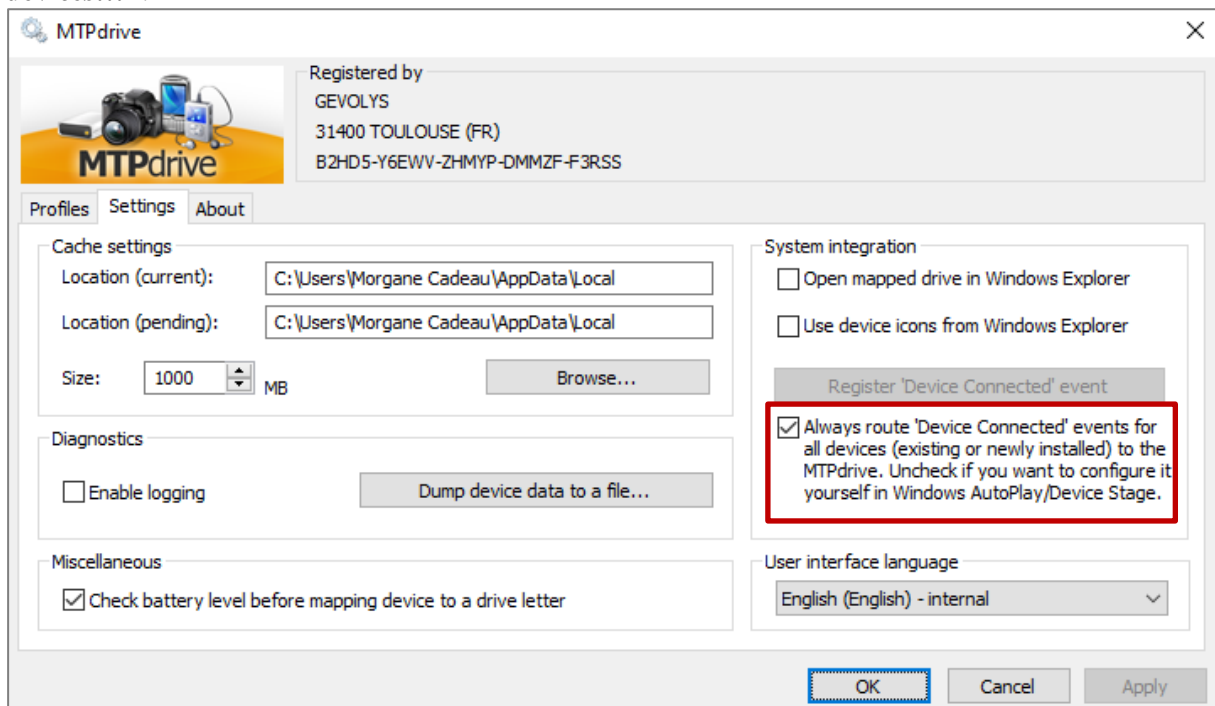 MTPdrive
MTPdrive
Registered by
GEVOLYS
31400 TOULOUSE (FR)
B2HD5-Y6EWV-ZHMYP-DMMZF-F3RSS
Profiles Settings About
Cache settings
Location (current): C:\Users\Morgane Cadeau\AppData\Local
Location (pending): C:\Users\Morgane Cadeau\AppData\Local
Size: 1000 MB Browse...
Diagnostics
Enable logging Dump device data to a file...
Miscellaneous
Check battery level before mapping device to a drive letter
System integration
Open mapped drive in Windows Explorer
Use device icons from Windows Explorer
Register 'Device Connected' event
Always route 'Device Connected' events for
all devices (existing or newly installed) to the
MTPdrive. Uncheck if you want to configure it
yourself in Windows AutoPlay/Device Stage.
User interface language
English (English) - internal
OK Cancel Apply